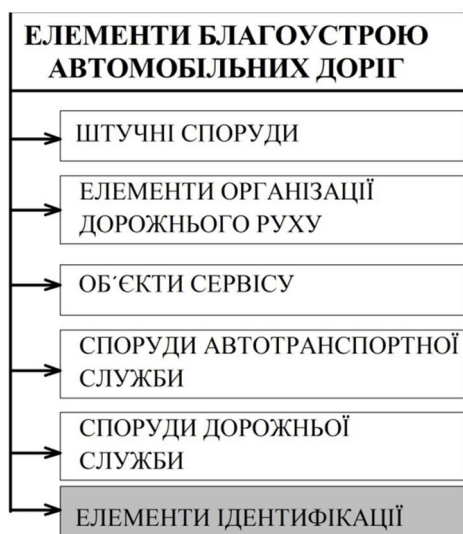 ЕЛЕМЕНТИ БЛАГОУСТРОЮ
АВТОМОБІЛЬНИХ ДОРІГ
ШТУЧНІ СПОРУДИ
ЕЛЕМЕНТИ ОРГАНІЗАЦІЇ
ДОРОЖНЬОГО РУХУ
ОБ´ЄКТИ СЕРВІСУ
СПОРУДИ АВТОТРАНСПОРТНОЇ
СЛУЖБИ
СПОРУДИ ДОРОЖНЬОЇ
СЛУЖБИ
ЕЛЕМЕНТИ ІДЕНТИФІКАЦІЇ